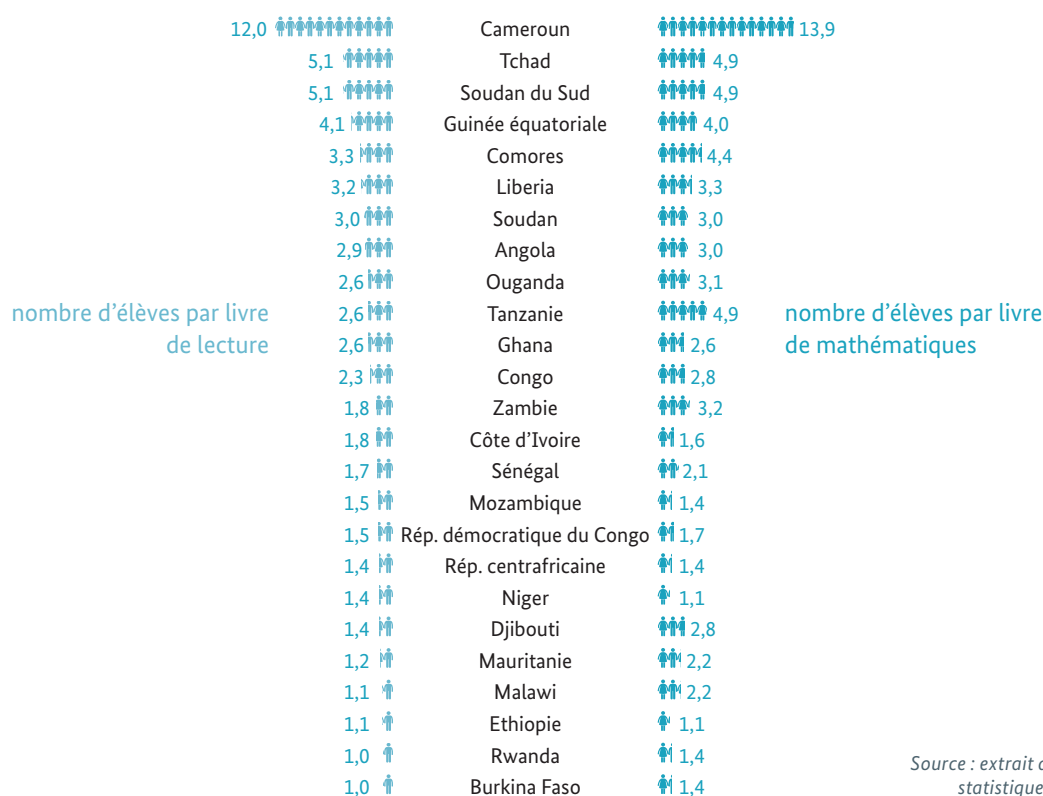 12,0 Cameroun 13,9
5,1 Tchad 4,9
5,1 Soudan du Sud 4,9
4,1 Guinée équatoriale 4,0
3,3 Comores 4,4
3,2 Liberia 3,3
3,0 Soudan 3,0
2,9 Angola 3,0
2,6 Ouganda 3,1
nombre d'élèves par livre 2,6 Tanzanie 4,9 nombre d'élèves par livre
de lecture 2,6 Ghana 2,6 de mathématiques
2,3 Congo 2,8
1,8 Zambie 3,2
1,8 Côte d'Ivoire 1,6
1,7 Sénégal 2,1
1,5 Mozambique 1,4
1,5 Rép. démocratique du Congo 1,7
1,4 Rép. centrafricaine 1,4
1,4 Niger 1,1
1,4 Djibouti 2,8
1,2 Mauritanie 2,2
1,1 Malawi 2,2
1,1 Ethiopie 1,1
1,0 Rwanda 1,4
1,0 Burkina Faso 1,4
Source : extrait
statistique